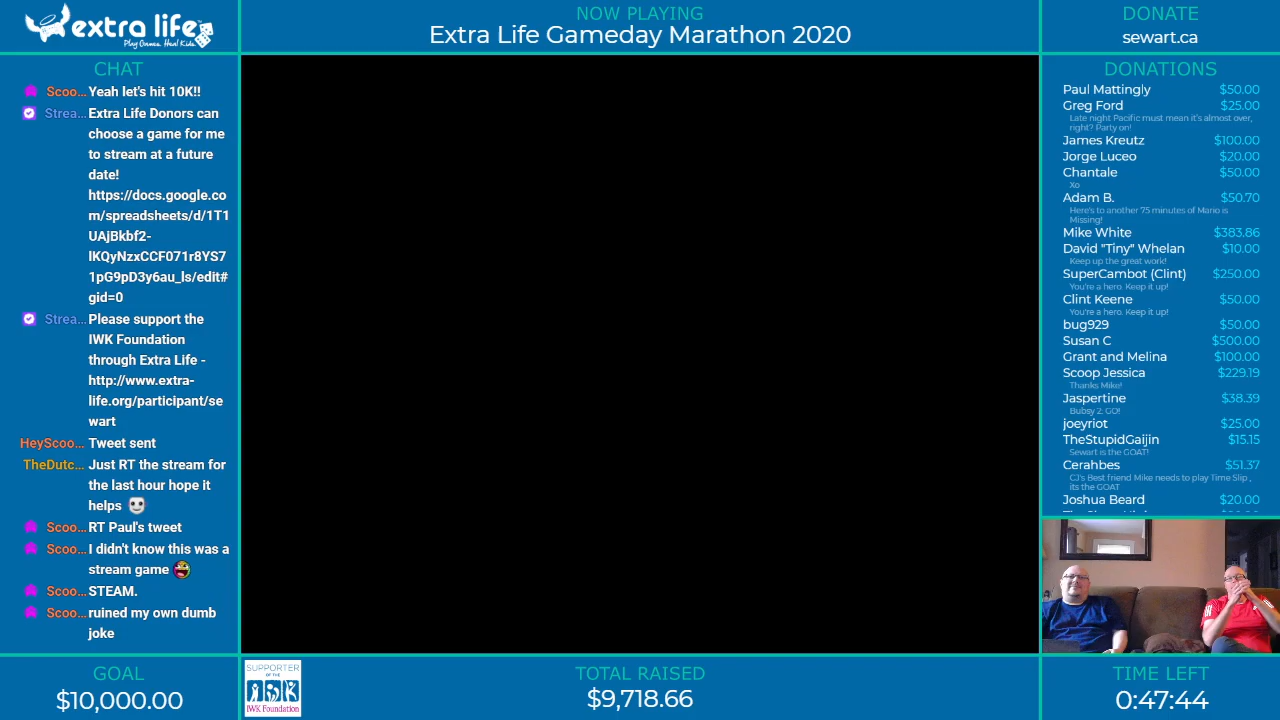 extra life
Play Games. Heal Kids.
NOW PLAYING
Extra Life Gameday Marathon 2020
DONATE
sewart.ca
CHAT
Scoo... Yeah let's hit 10K!!
Strea... Extra Life Donors can
choose a game for me
to stream at a future
date!
https://docs.google.co
m/spreadsheets/d/1T1
UAjBkbf2-
lKQyNzxCCF071r8YS7
1pG9pD3y6au_ls/edit#
gid=0
Strea... Please support the
IWK Foundation
through Extra Life -
http://www.extra-
life.org/participant/se
wart
HeyScoo... Tweet sent
TheDutc... Just RT the stream for
the last hour hope it
helps
Scoo... RT Paul's tweet
Scoo... I didn't know this was a
stream game
Scoo... STEAM.
Scoo... ruined my own dumb
joke
DONATIONS
Paul Mattingly $50.00
Greg Ford $25.00
Late night Pacific must mean it's almost over,
right? Party on!
James Kreutz $100.00
Jorge Luceo $20.00
Chantale $50.00
Xo
Adam B. $50.70
Here's to another 75 minutes of Mario is
Missing!
Mike White $383.86
David "Tiny" Whelan $10.00
Keep up the great work!
SuperCambot (Clint) $250.00
You're a hero. Keep it up!
Clint Keene $50.00
You're a hero. Keep it up!
bug929 $50.00
Susan C $500.00
Grant and Melina $100.00
Scoop Jessica $229.19
Thanks Mike!
Jaspertine $38.39
Bubsy 2, GO!
joeyriot $25.00
TheStupidGaijin $15.15
Sewart is the GOAT!
Cerahbes $51.37
CJ's Best friend Mike needs to play Time Slip ,
its the GOAT
Joshua Beard $20.00
GOAL
$10,000.00
SUPPORTER
OF THE
IWK
IWK Foundation
TOTAL RAISED
$9,718.66
TIME LEFT
0:47:44